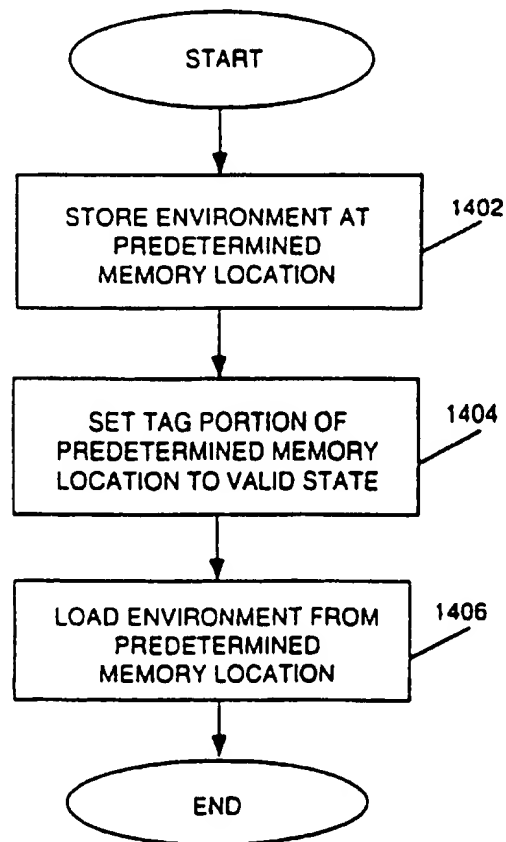 START
STORE ENVIRONMENT AT
PREDETERMINED
MEMORY LOCATION
1402
SET TAG PORTION OF
PREDETERMINED MEMORY
LOCATION TO VALID STATE
1404
LOAD ENVIRONMENT FROM
PREDETERMINED
MEMORY LOCATION
1406
END